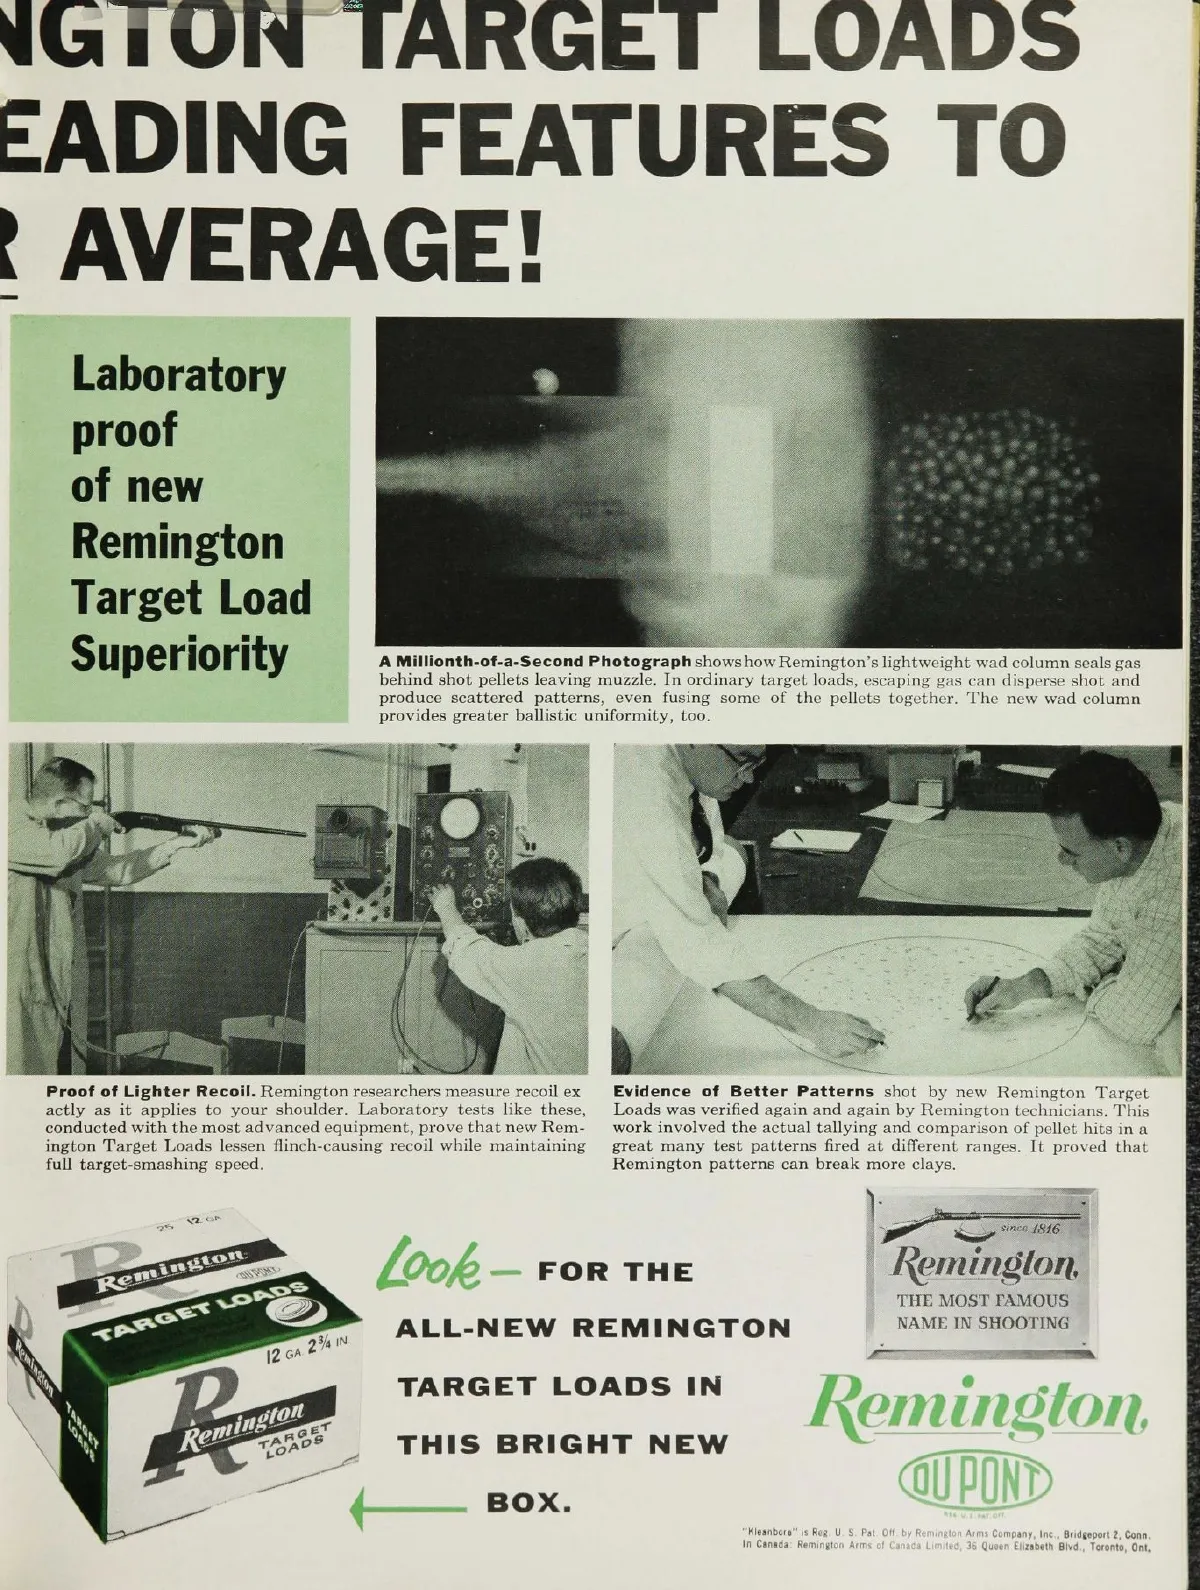 NGTON TARGET LOADS
EADING FEATURES TO
R AVERAGE!
Laboratory
proof
of new
Remington
Target Load
Superiority
A Millionth-of-a-Second Photograph shows how Remington's lightweight wad column seals gas
behind shot pellets leaving muzzle. In ordinary target loads, escaping gas can disperse shot and
produce scattered patterns, even fusing some of the pellets together. The new wad column
provides greater ballistic uniformity, too.
Proof of Lighter Recoil. Remington researchers measure recoil ex
actly as it applies to your shoulder. Laboratory tests like these,
conducted with the most advanced equipment, prove that new Rem-
ington Target Loads lessen flinch-causing recoil while maintaining
full target-smashing speed.
Evidence of Better Patterns shot by new Remington Target
Loads was verified again and again by Remington technicians. This
work involved the actual tallying and comparison of pellet hits in a
great many test patterns fired at different ranges. It proved that
Remington patterns can break more clays.
25 12 GA
R
Remington
DU PONT
TARGET LOADS
12 GA. 2¾ IN
R
Remington
TARGET
LOADS
R
Remington
TARGET
LOADS
Look — FOR THE
ALL-NEW REMINGTON
TARGET LOADS IN
THIS BRIGHT NEW
BOX.
since 1816
Remington,
THE MOST FAMOUS
NAME IN SHOOTING
Remington,
DU PONT
REG. U. S. PAT. OFF.
"Kleanbore" is Reg. U. S. Pat. Off. by Remington Arms Company, Inc., Bridgeport 2, Conn.
In Canada: Remington Arms of Canada Limited, 36 Queen Elizabeth Blvd., Toronto, Ont.